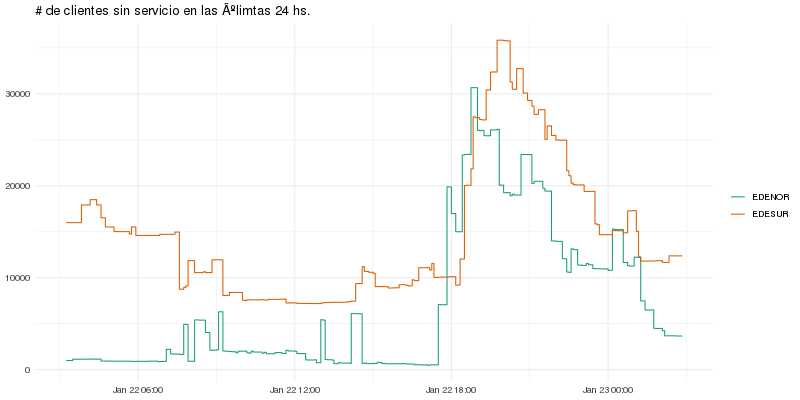 # de clientes sin servicio en las Ãºlimtas 24 hs.
30000
20000
10000
0
Jan 22 06:00
Jan 22 12:00
Jan 22 18:00
Jan 23 00:00
EDENOR
EDESUR